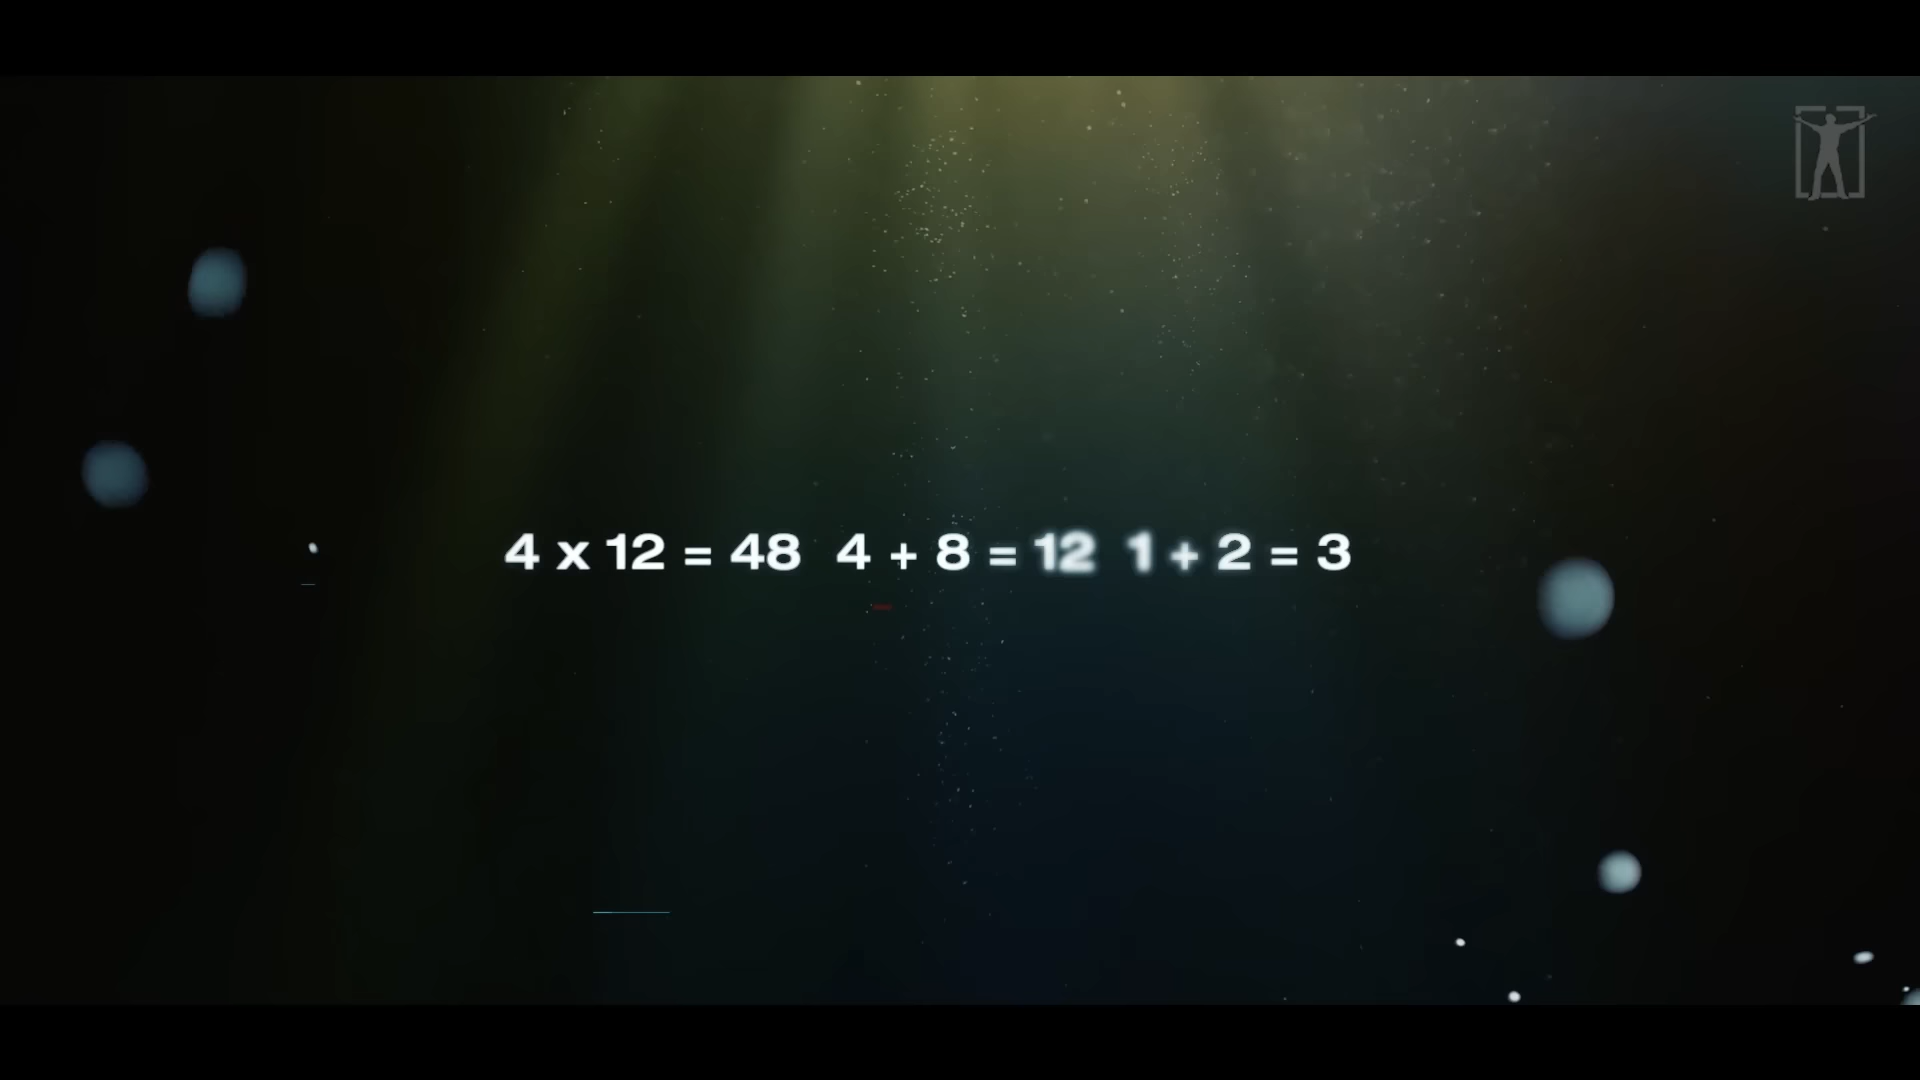 4 x 12 = 48 4 + 8 = 12 1 + 2 = 3